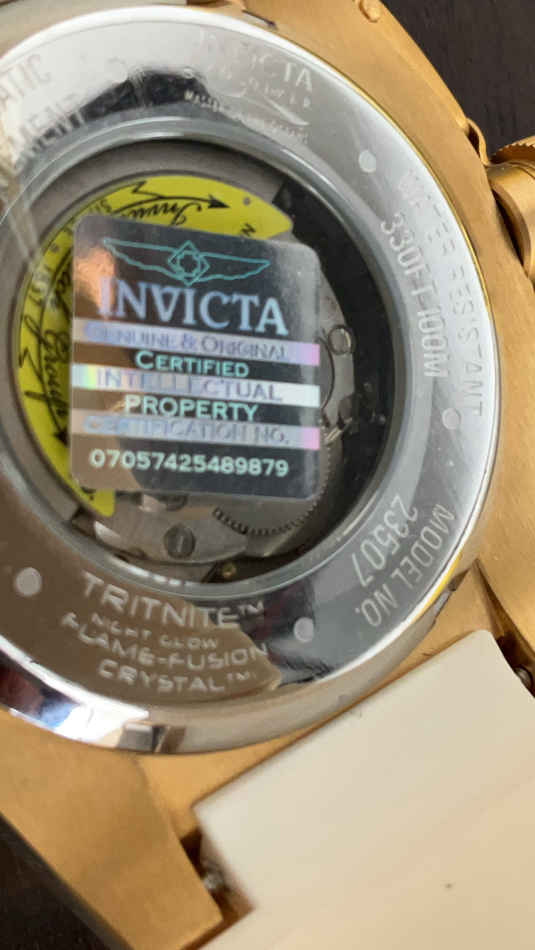 INVICTA
WATER RESISTANT
330FT-100M
MODEL NO.
23507
TRITNITE™
NIGHT GLOW
FLAME-FUSION
CRYSTAL™
INVICTA
GENUINE & ORIGINAL
CERTIFIED
INTELLECTUAL
PROPERTY
CERTIFICATION NO.
07057425489879